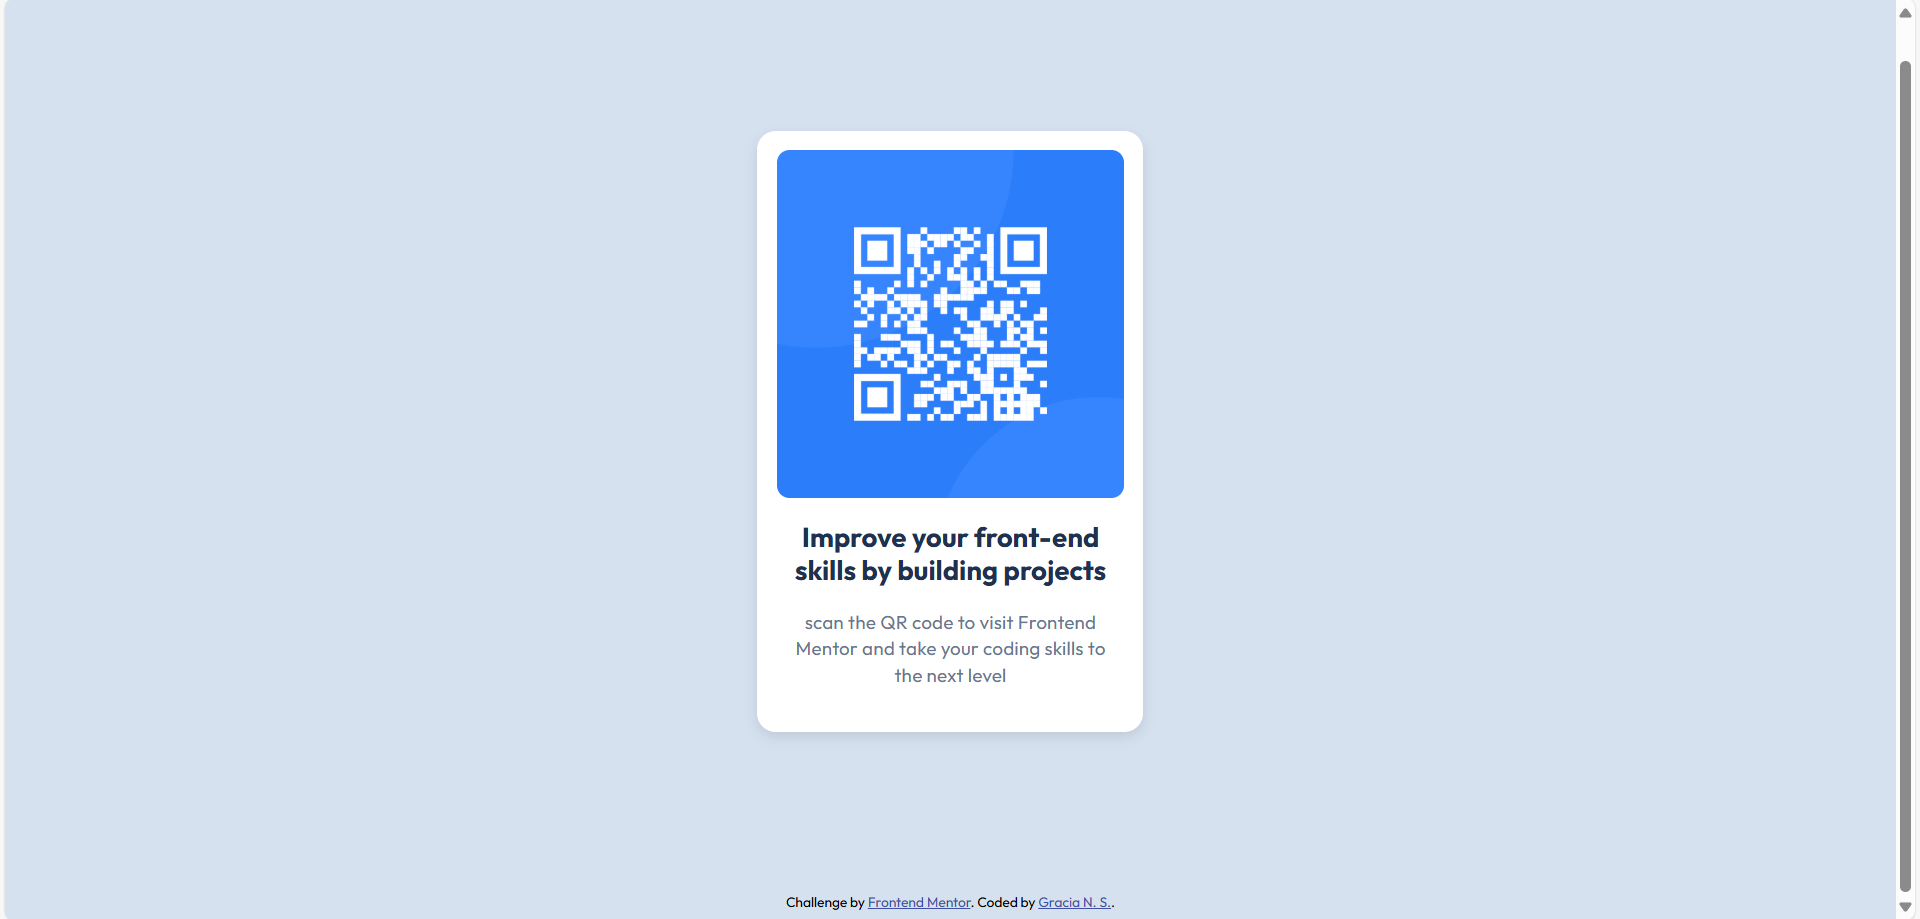 Improve your front-end
skills by building projects
scan the QR code to visit Frontend
Mentor and take your coding skills to
the next level
Challenge by Frontend Mentor. Coded by Gracia N. S..